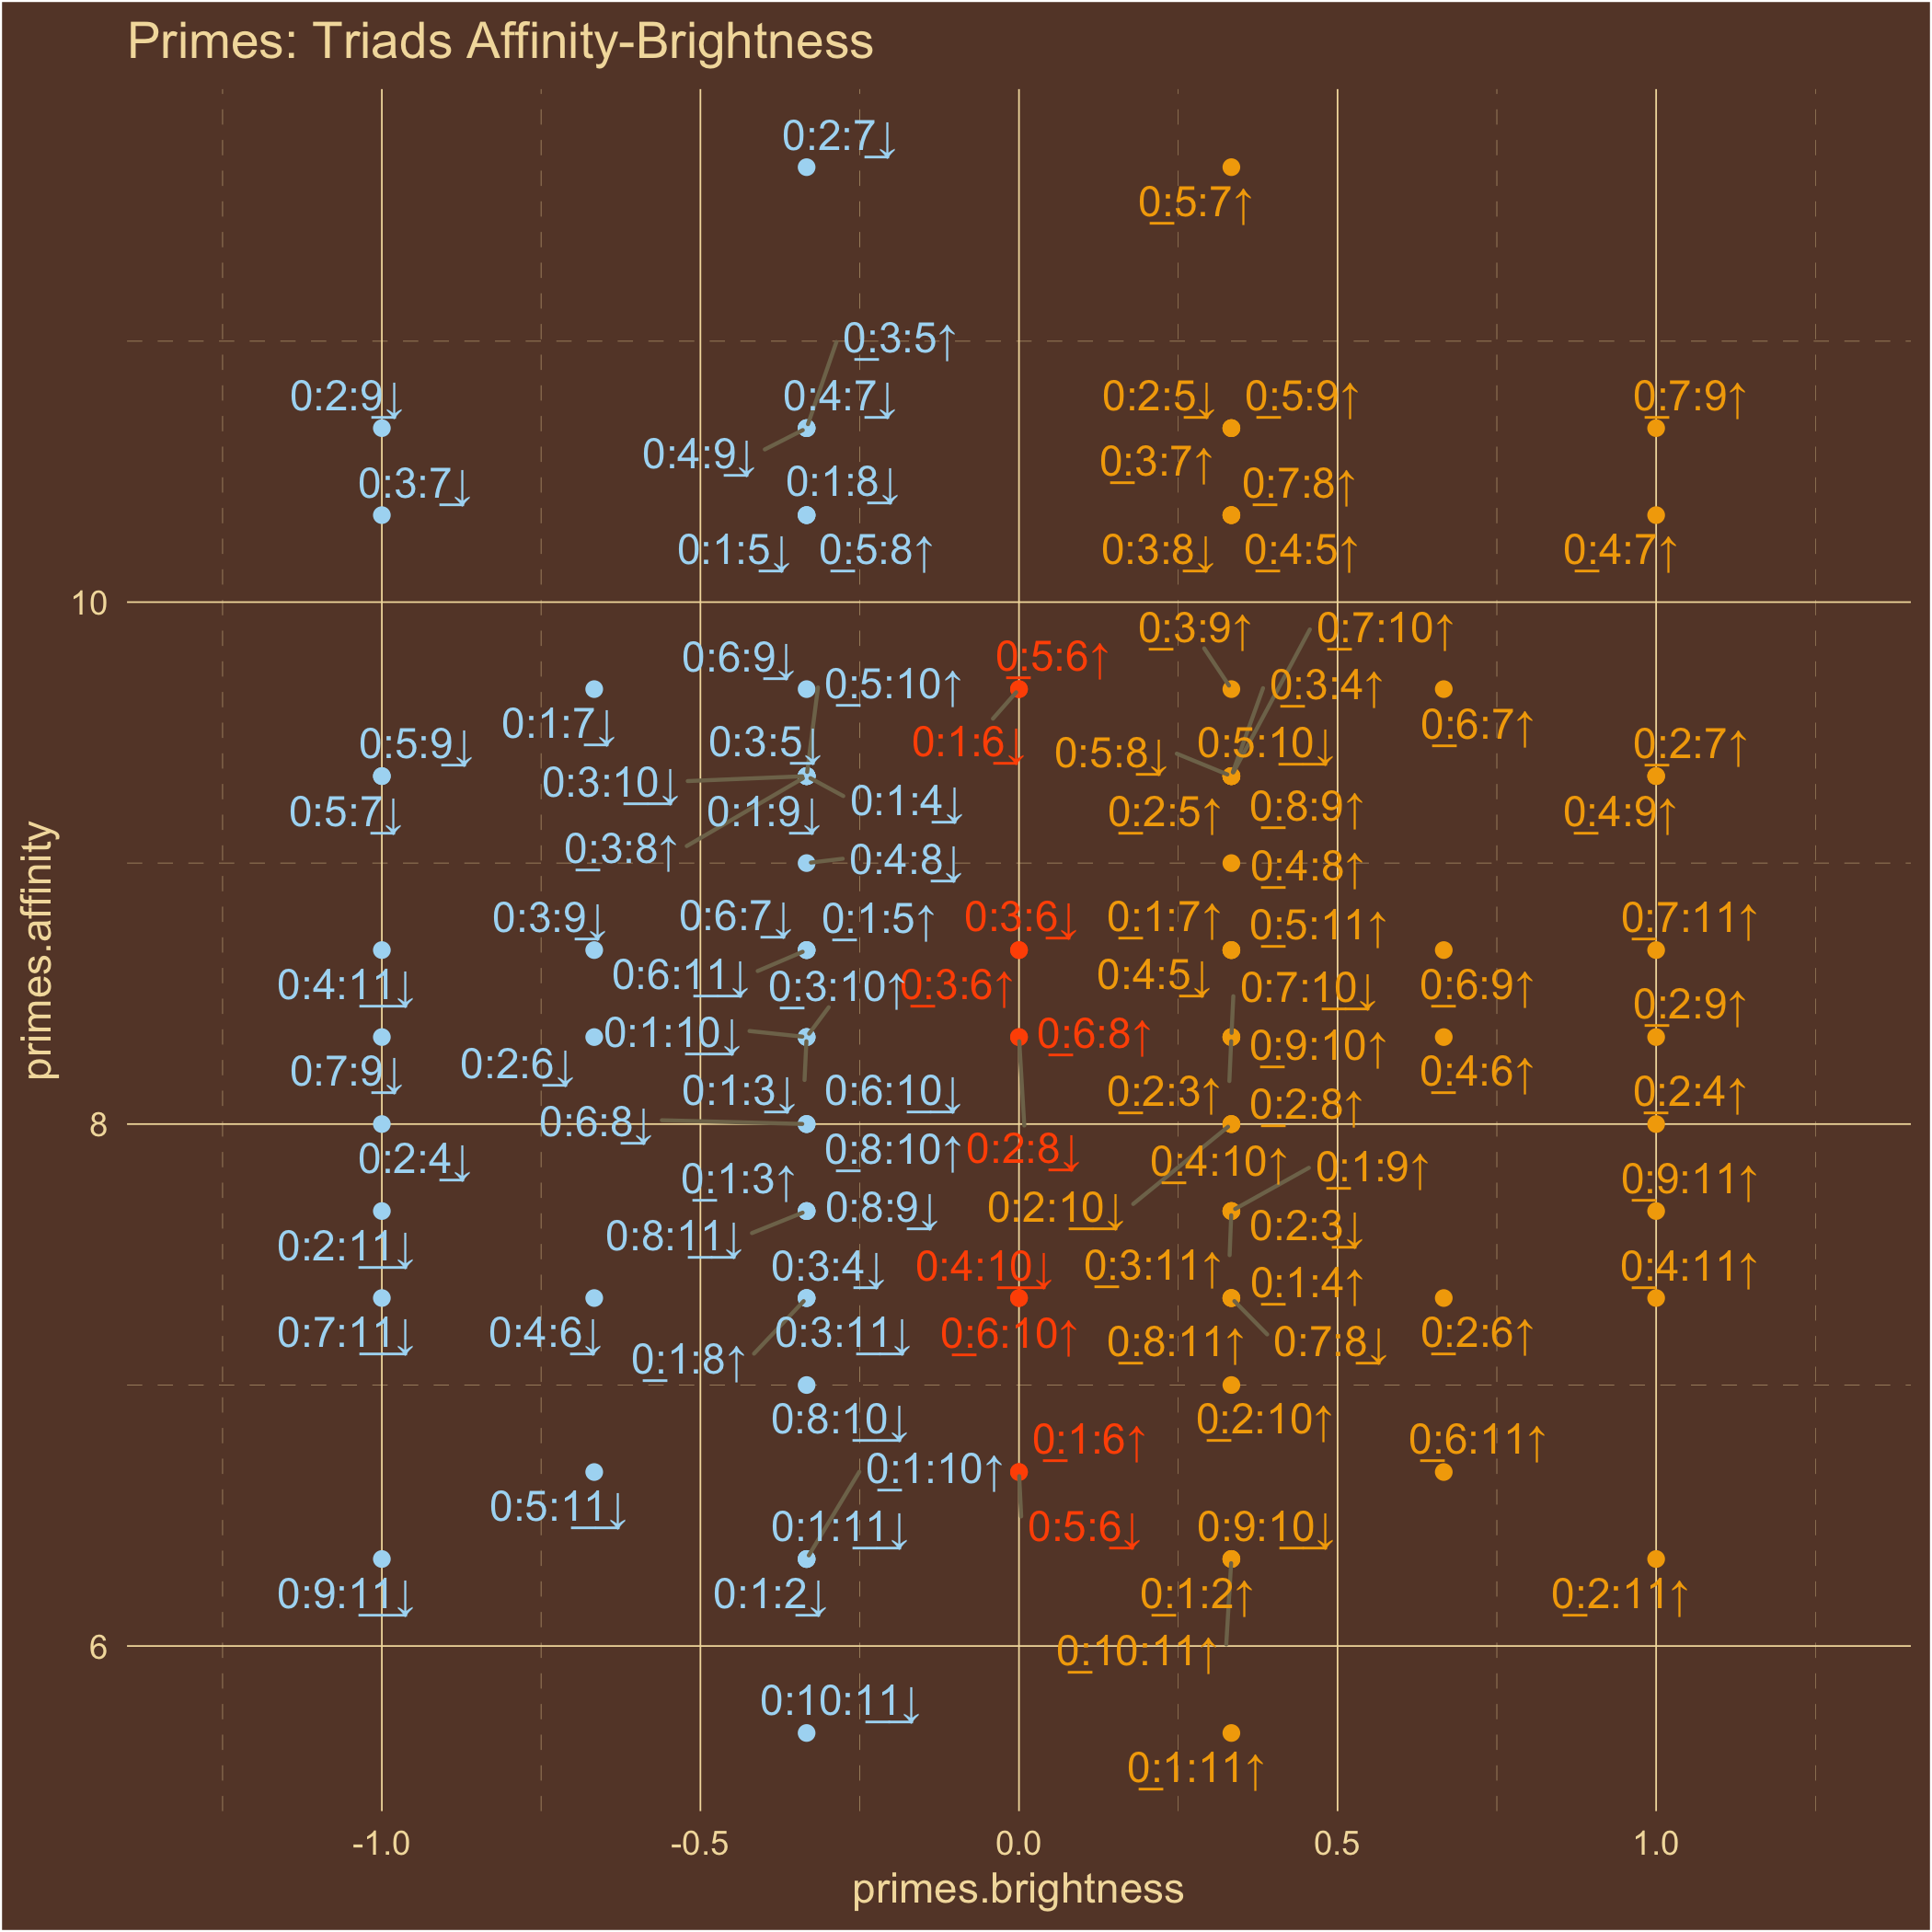 Primes: Triads Affinity-Brightness
0:2:7↓
0:5:7↑
0:3:5↑
0:2:9↓ 0:4:7↓ 0:2:5↓ 0:5:9↑ 0:7:9↑
0:4:9↓ 0:3:7↑
0:3:7↓ 0:1:8↓ 0:7:8↑
0:1:5↓ 0:5:8↑ 0:3:8↓ 0:4:5↑ 0:4:7↑
10
0:3:9↑ 0:7:10↑
0:6:9↓ 0:5:6↑
0:5:10↑ 0:3:4↑
0:1:7↓ 0:6:7↑
0:5:9↓ 0:3:5↓ 0:1:6↓ 0:5:8↓ 0:5:10↓ 0:2:7↑
0:3:10↓
0:5:7↓ 0:1:9↓ 0:1:4↓ 0:2:5↑ 0:8:9↑ 0:4:9↑
0:3:8↑
0:4:8↓ 0:4:8↑
0:3:9↓ 0:6:7↓ 0:1:5↑ 0:3:6↓ 0:1:7↑ 0:5:11↑ 0:7:11↑
0:4:11↓ 0:6:11↓ 0:3:10↑ 0:3:6↑ 0:4:5↓ 0:7:10↓ 0:6:9↑
0:2:9↑
0:1:10↓ 0:6:8↑ 0:9:10↑
0:7:9↓ 0:2:6↓ 0:4:6↑
0:1:3↓ 0:6:10↓ 0:2:3↑ 0:2:8↑ 0:2:4↑
8
0:6:8↓
0:2:4↓ 0:8:10↑ 0:2:8↓ 0:4:10↑ 0:1:9↑
0:1:3↑ 0:9:11↑
0:8:9↓ 0:2:10↓
0:2:11↓ 0:8:11↓ 0:2:3↓
0:3:4↓ 0:4:10↓ 0:3:11↑ 0:1:4↑ 0:4:11↑
0:7:11↓ 0:4:6↓ 0:3:11↓ 0:6:10↑ 0:8:11↑ 0:7:8↓ 0:2:6↑
0:1:8↑
0:8:10↓ 0:2:10↑
0:1:6↑ 0:6:11↑
0:1:10↑
0:5:11↓
0:1:11↓ 0:5:6↓ 0:9:10↓
0:9:11↓ 0:1:2↓ 0:1:2↑ 0:2:11↑
6
0:10:11↑
0:10:11↓
0:1:11↑
-1.0 -0.5 0.0 0.5 1.0
primes.brightness
primes.affinity